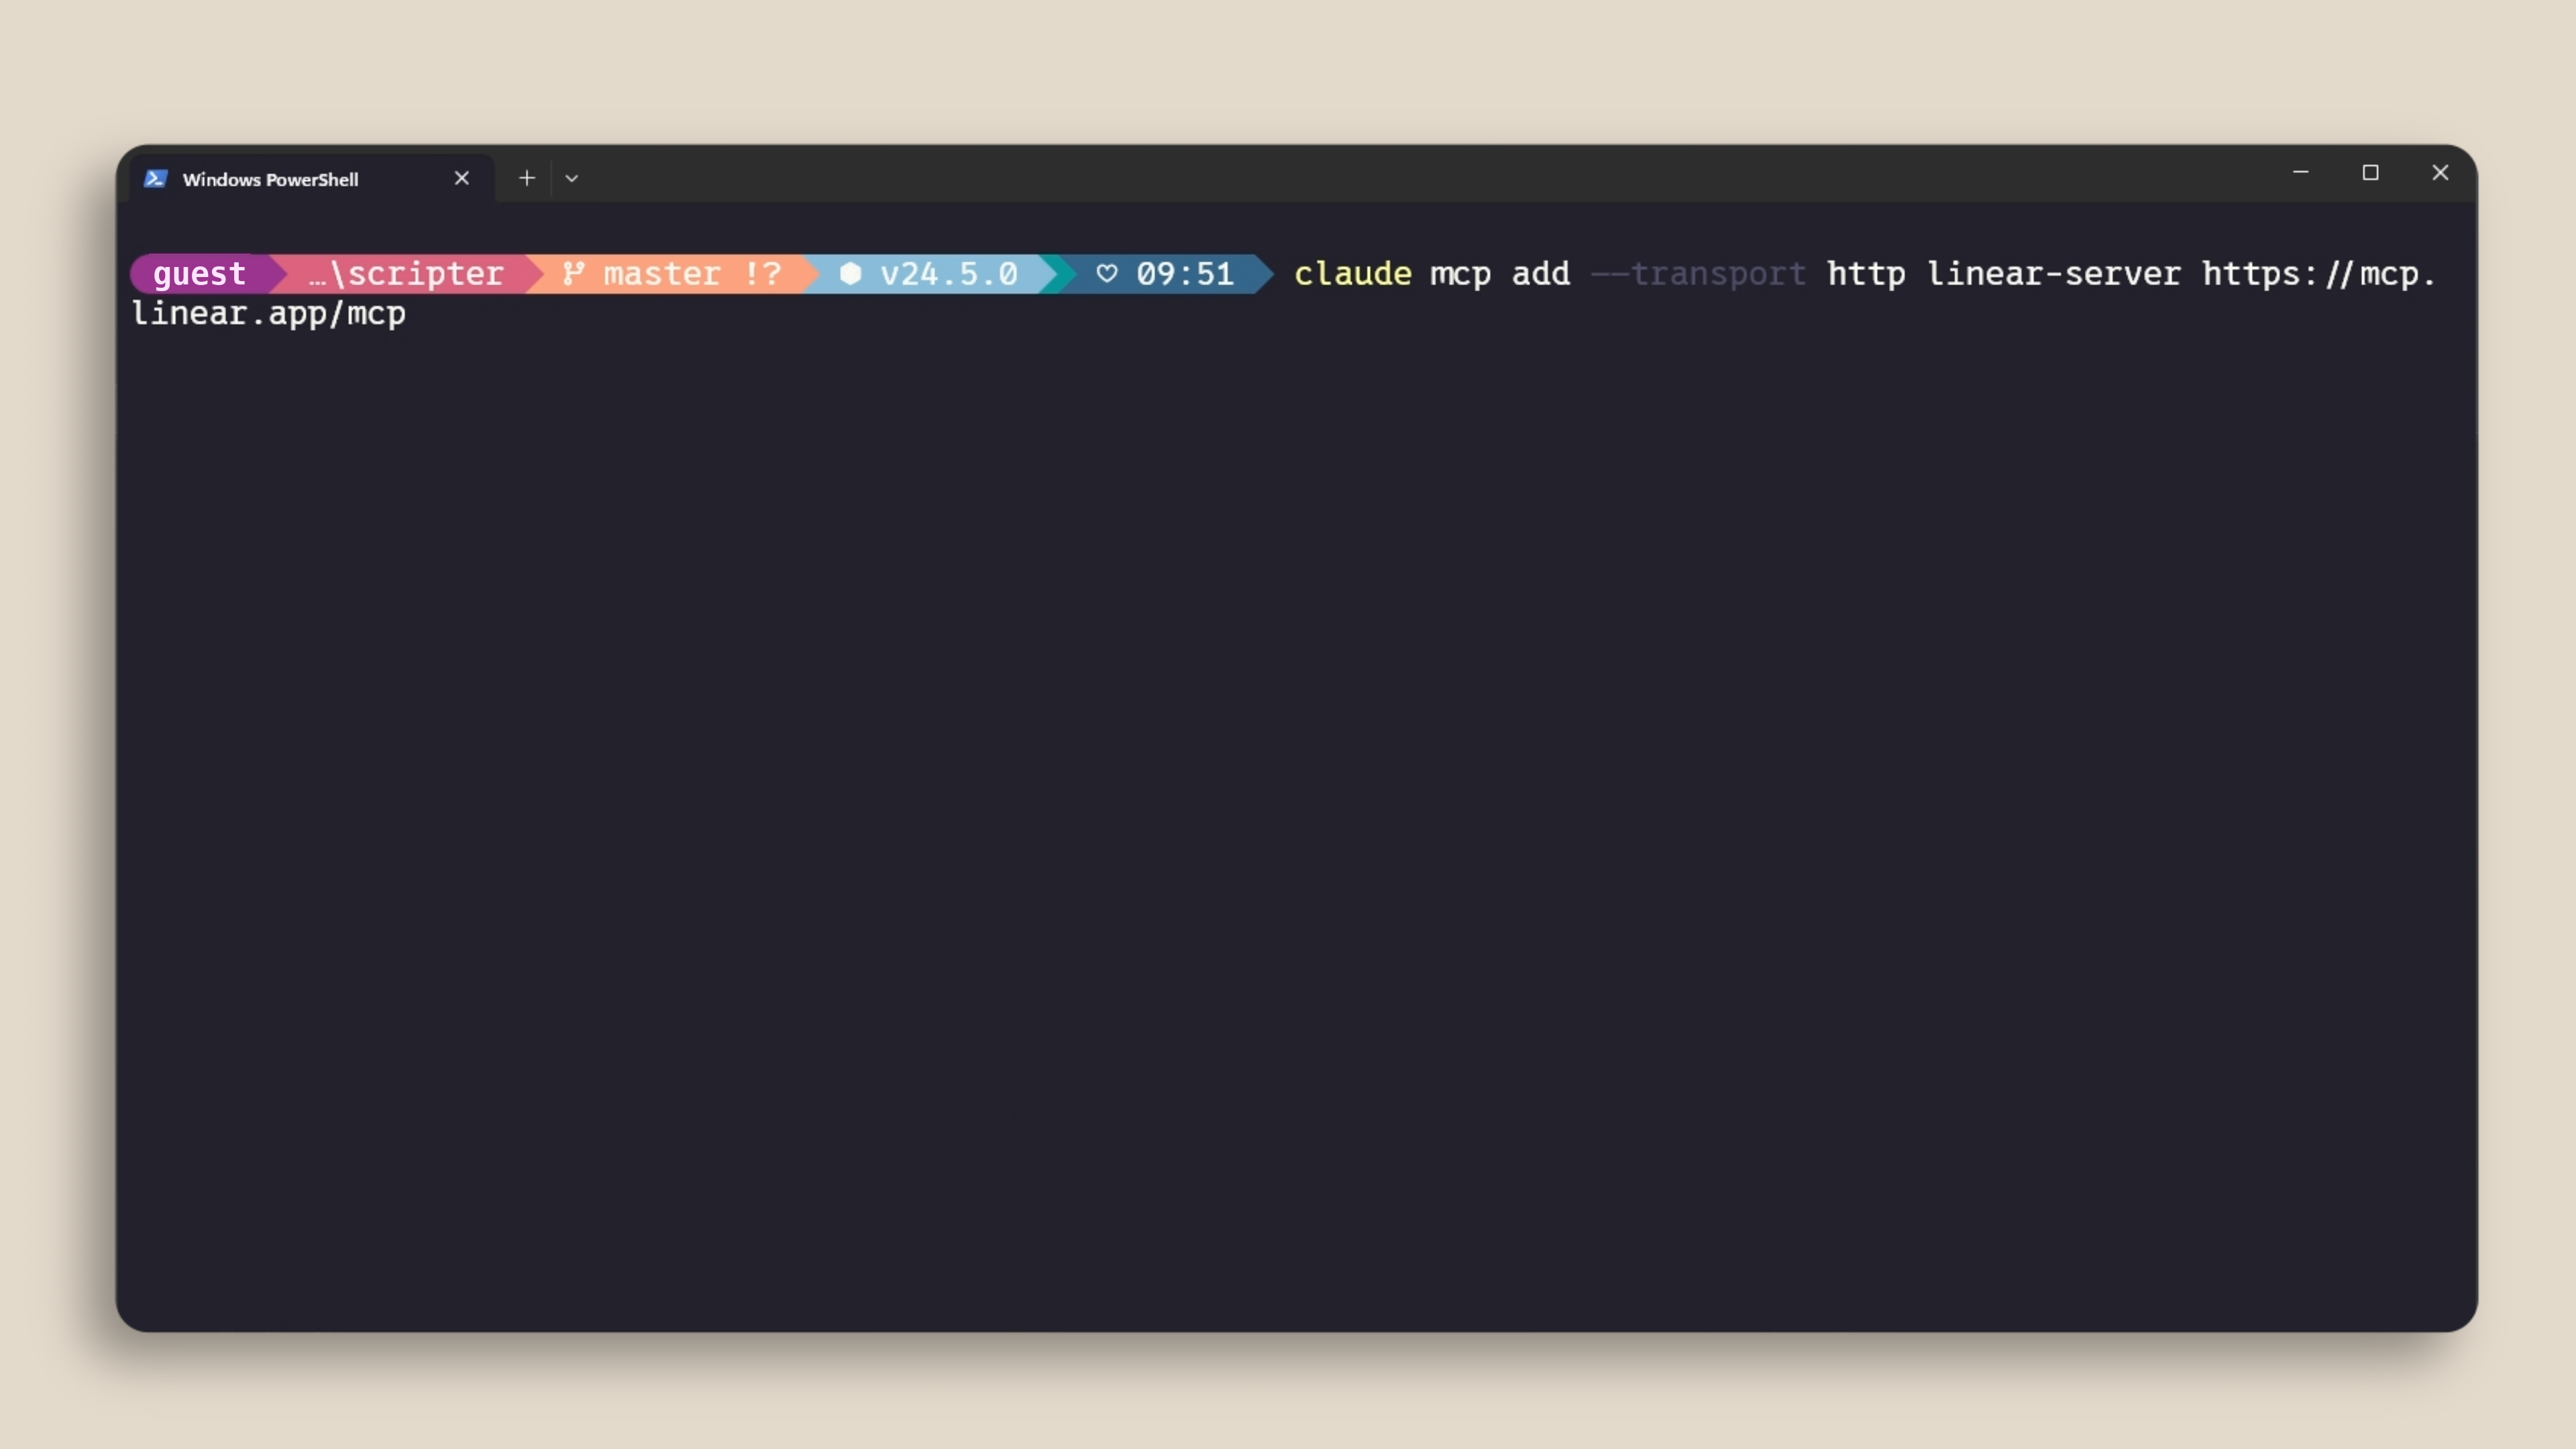 Windows PowerShell
guest …\scripter master !? v24.5.0 09:51 claude mcp add --transport http linear-server https://mcp.
linear.app/mcp